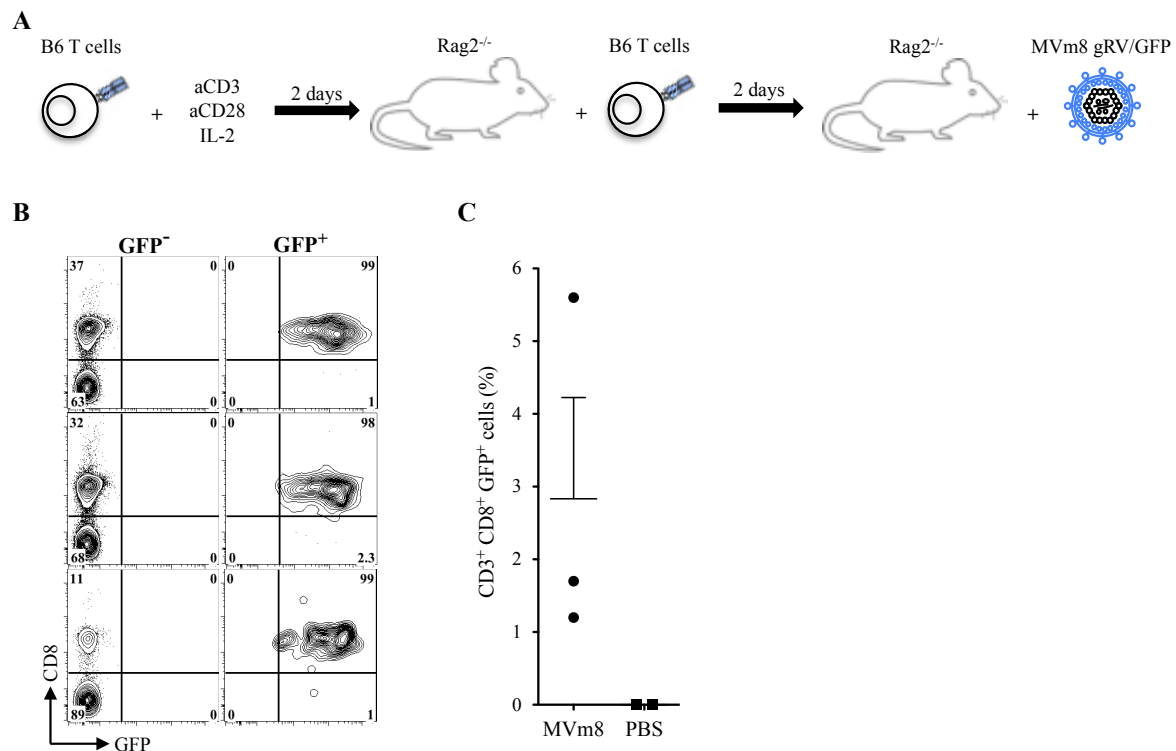 A
B6 T cells
Rag2-/-
B6 T cells
Rag2-/-
MVm8 gRV/GFP
+
aCD3
aCD28
IL-2
2 days
+
2 days
+
B
GFP-
GFP+
37 0 0 99
63 0 0 1
32 0 0 98
68 0 0 2.3
11 0 0 99
89 0 0 1
CD8
GFP
C
CD3+ CD8+ GFP+ cells (%)
6
5
4
3
2
1
0
MVm8 PBS